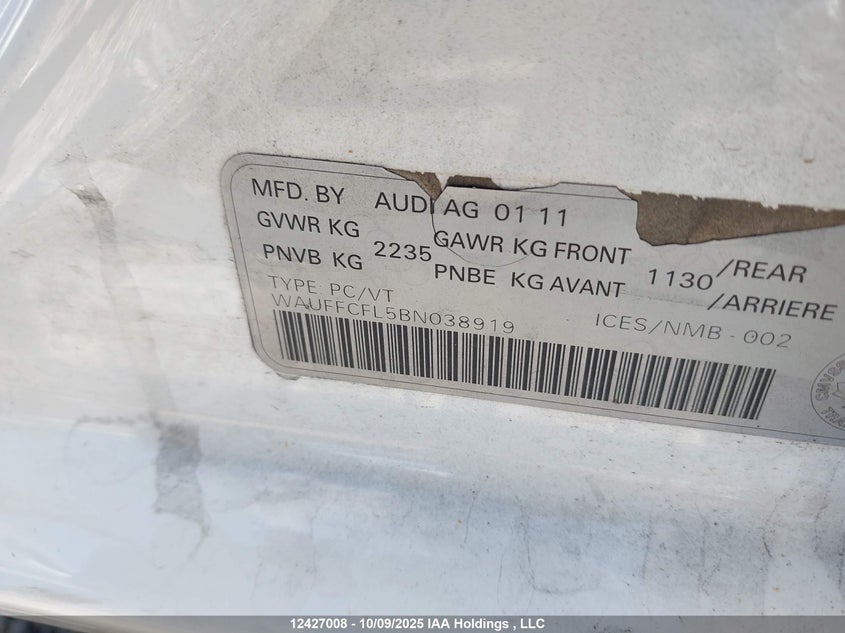 MFD. BY AUDI AG 01 11
GVWR KG 2235 GAWR KG FRONT 1130 /REAR
PNVB KG PNBE KG AVANT /ARRIERE
TYPE PC/VT
WAUFFCFL5BN038919 ICES/NMB-002
12427008 - 10/09/2025 IAA Holdings , LLC